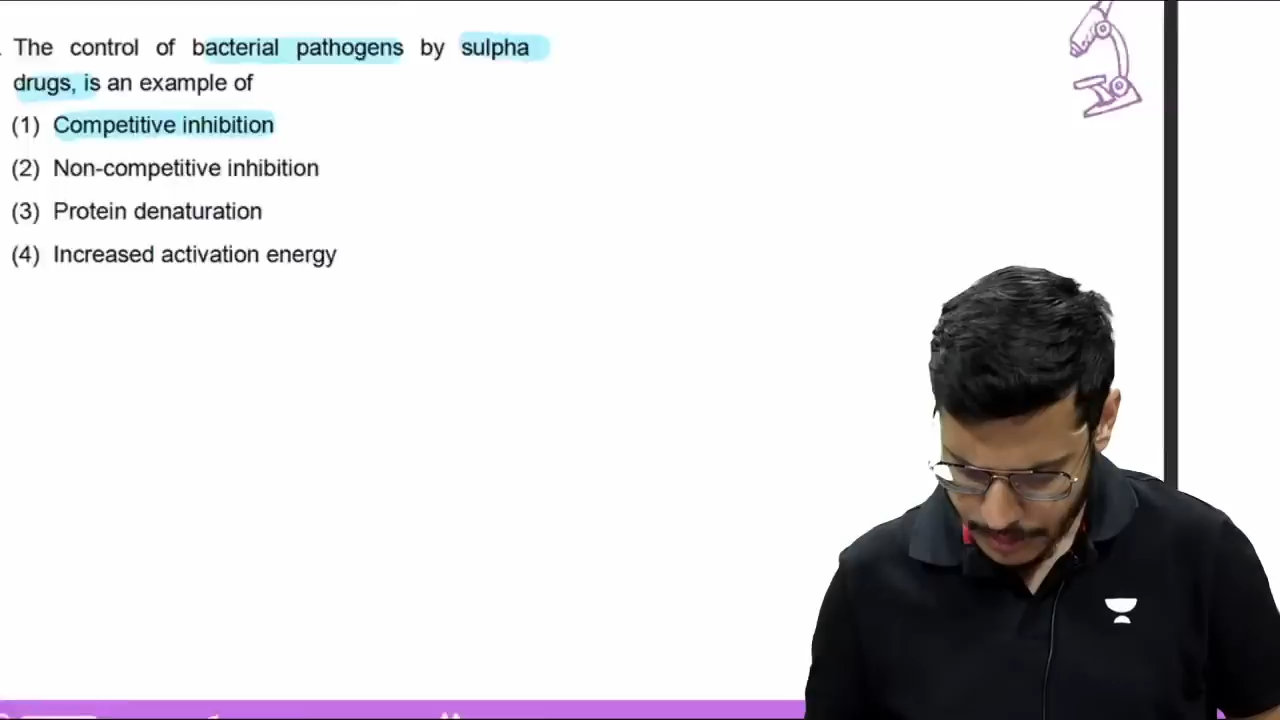 The control of bacterial pathogens by sulpha
drugs, is an example of
(1) Competitive inhibition
(2) Non-competitive inhibition
(3) Protein denaturation
(4) Increased activation energy